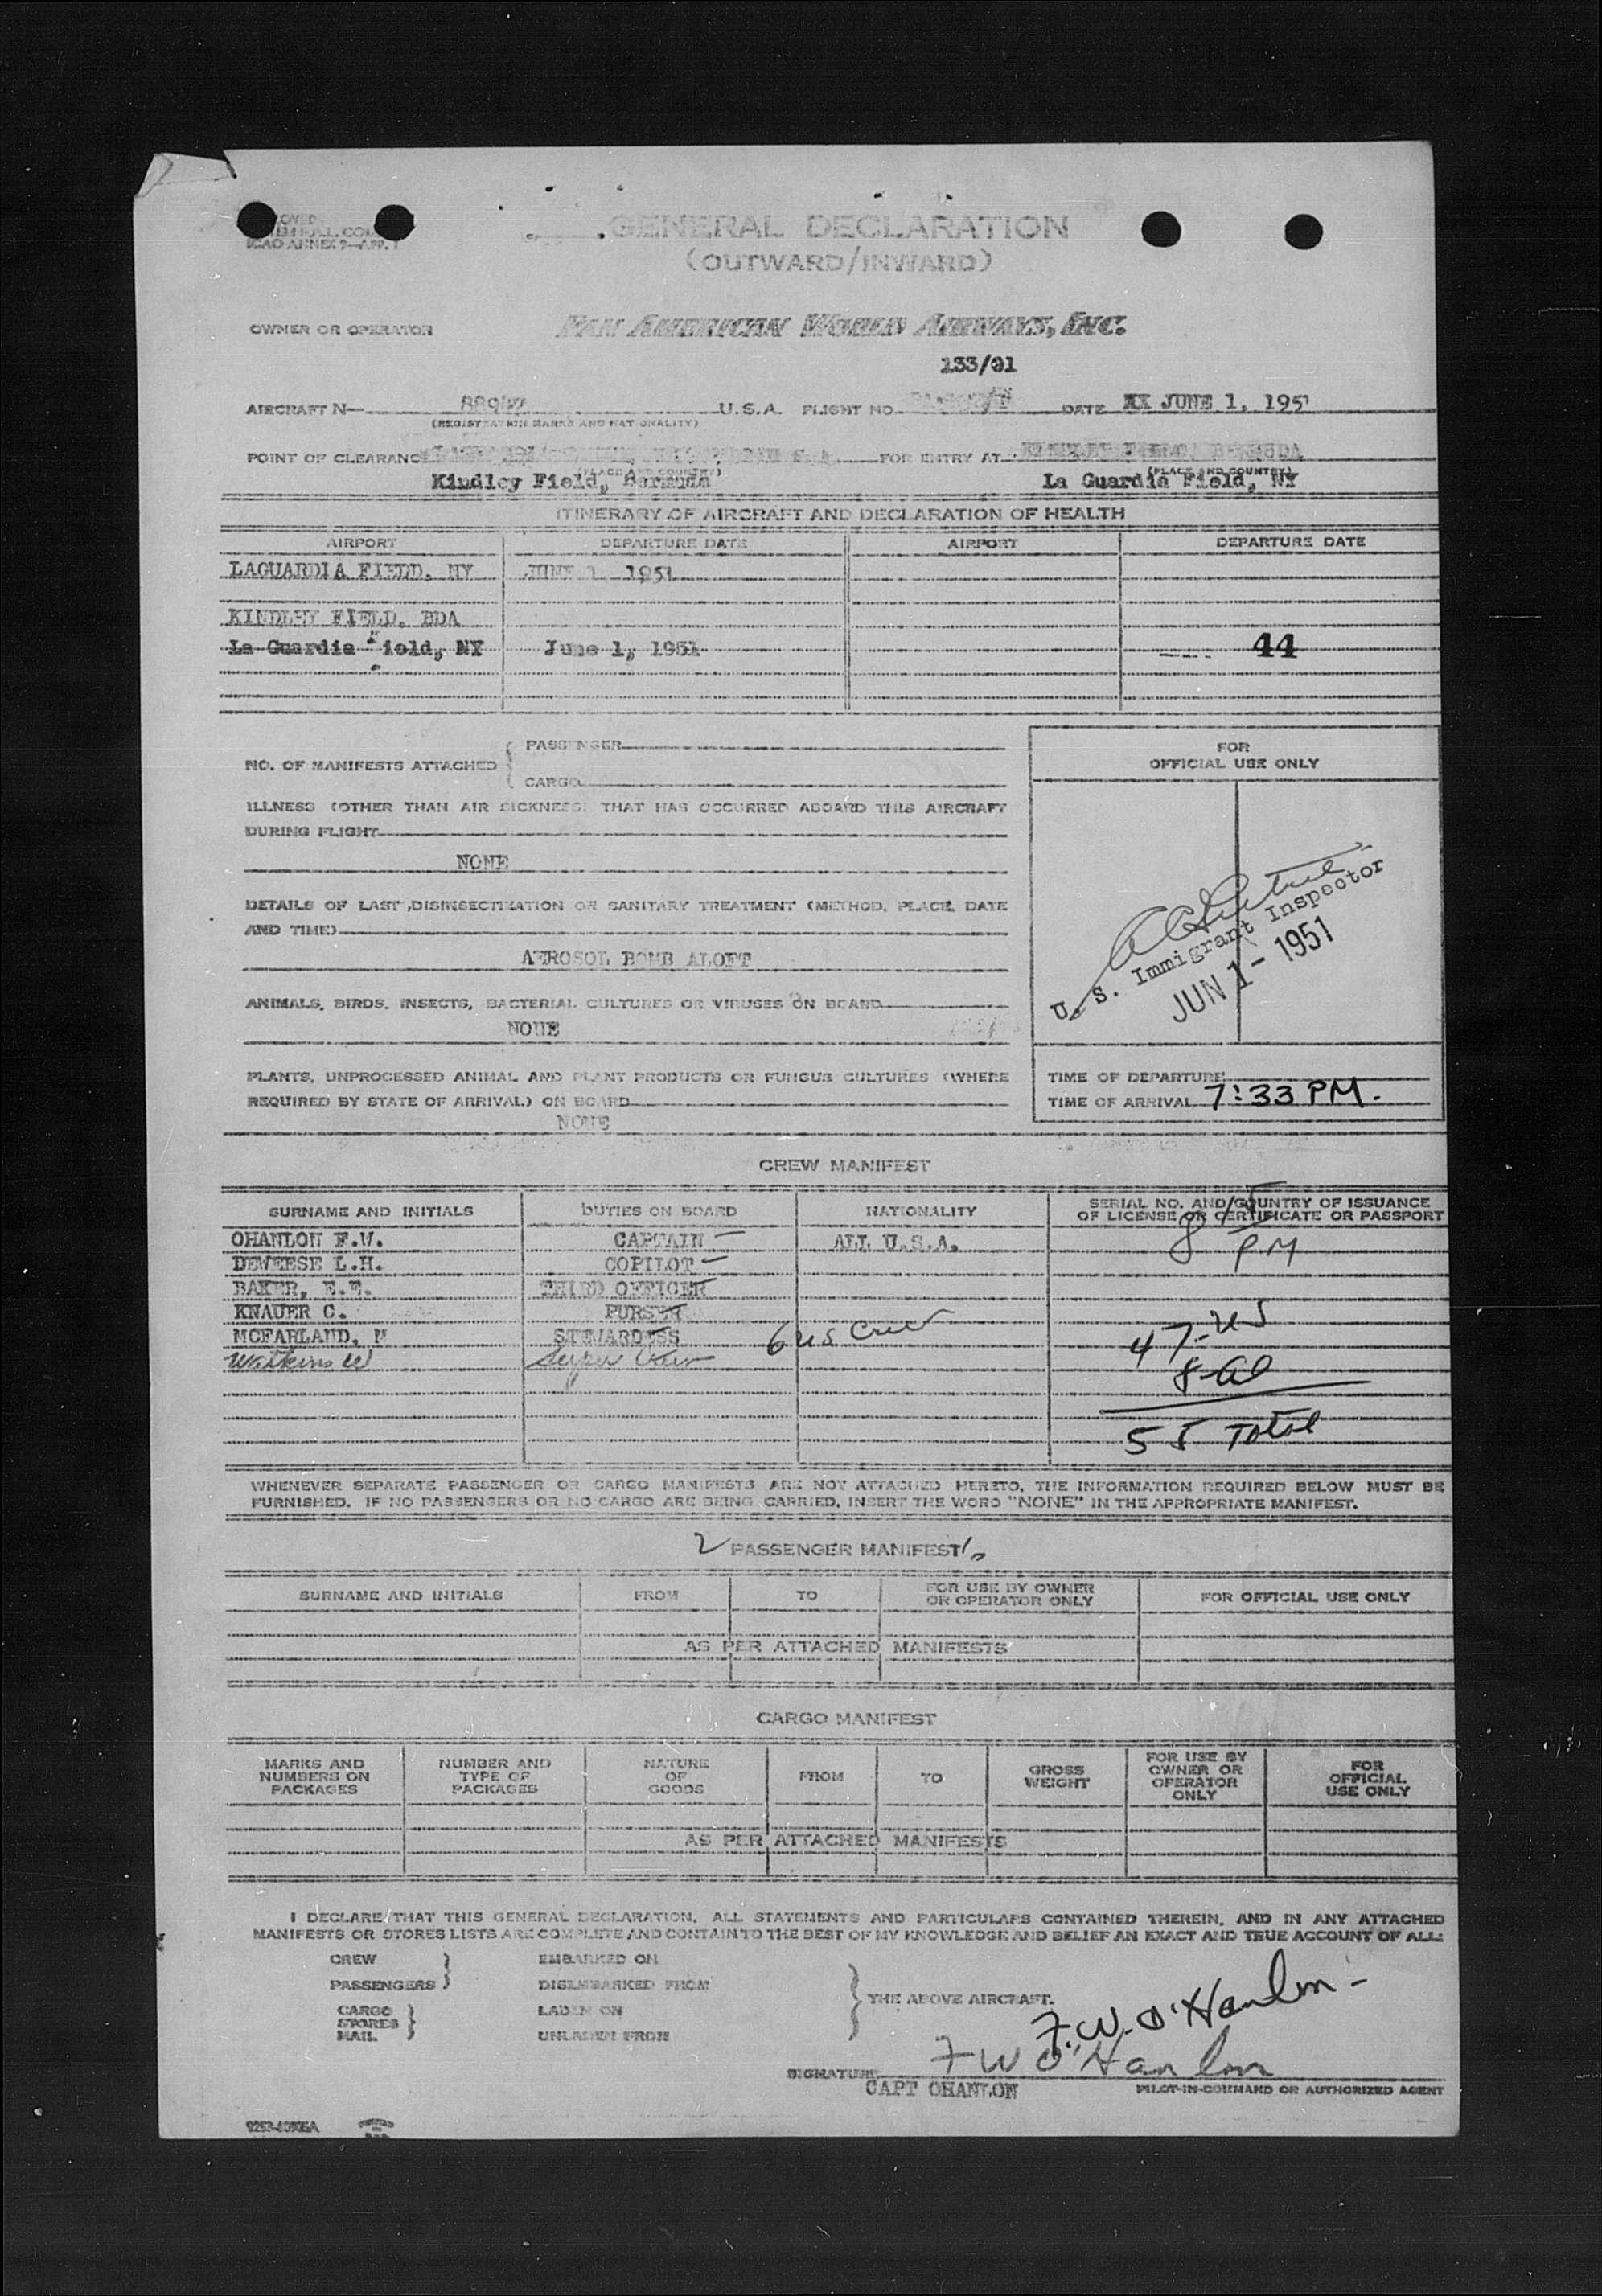 ICAO ANNEX 9—APP. 1
GENERAL DECLARATION
(OUTWARD/INWARD)
OWNER OR OPERATOR PAN AMERICAN WORLD AIRWAYS, INC.
133/01
AIRCRAFT N— U.S.A. FLIGHT NO. DATE XX JUNE 1, 1951
(REGISTRATION MARKS AND NATIONALITY)
POINT OF CLEARANCE FOR ENTRY AT KINDLEY FIELD, BERMUDA
(PLACE AND COUNTRY) (PLACE AND COUNTRY)
Kindley Field, Bermuda La Guardia Field, NY
ITINERARY OF AIRCRAFT AND DECLARATION OF HEALTH
AIRPORT DEPARTURE DATE AIRPORT DEPARTURE DATE
LAGUARDIA FIELD, NY JUNE 1 1951
KINDLEY FIELD, BDA
La Guardia Field, NY June 1, 1951 44
NO. OF MANIFESTS ATTACHED { PASSENGER
CARGO
FOR
OFFICIAL USE ONLY
ILLNESS (OTHER THAN AIR SICKNESS) THAT HAS OCCURRED ABOARD THIS AIRCRAFT
DURING FLIGHT
NONE
DETAILS OF LAST DISINSECTIZATION OR SANITARY TREATMENT (METHOD, PLACE, DATE
AND TIME)
AEROSOL BOMB ALOFT
U. S. Immigrant Inspector
JUN 1 - 1951
ANIMALS, BIRDS, INSECTS, BACTERIAL CULTURES OR VIRUSES ON BOARD
NONE
PLANTS, UNPROCESSED ANIMAL AND PLANT PRODUCTS OR FUNGUS CULTURES (WHERE
REQUIRED BY STATE OF ARRIVAL) ON BOARD
NONE
TIME OF DEPARTURE
TIME OF ARRIVAL 7:33 PM.
CREW MANIFEST
SURNAME AND INITIALS DUTIES ON BOARD NATIONALITY SERIAL NO. AND COUNTRY OF ISSUANCE
OF LICENSE OR CERTIFICATE OR PASSPORT
OHANLON F.W. CAPTAIN ALL U.S.A. 8 15 PM
DEWEESE L.H. COPILOT
BAKER, E.E. THIRD OFFICER
KNAUER C. PURSER
MCFARLAND, M STEWARDESS 6 US Crew 47-US
Watkins W 8-al
55 Total
WHENEVER SEPARATE PASSENGER OR CARGO MANIFESTS ARE NOT ATTACHED HERETO, THE INFORMATION REQUIRED BELOW MUST BE
FURNISHED. IF NO PASSENGERS OR NO CARGO ARE BEING CARRIED, INSERT THE WORD "NONE" IN THE APPROPRIATE MANIFEST.
2 PASSENGER MANIFEST
SURNAME AND INITIALS FROM TO FOR USE BY OWNER
OR OPERATOR ONLY FOR OFFICIAL USE ONLY
AS PER ATTACHED MANIFESTS
CARGO MANIFEST
MARKS AND
NUMBERS ON
PACKAGES NUMBER AND
TYPE OF
PACKAGES NATURE
OF
GOODS FROM TO GROSS
WEIGHT FOR USE BY
OWNER OR
OPERATOR
ONLY FOR
OFFICIAL
USE ONLY
AS PER ATTACHED MANIFESTS
I DECLARE THAT THIS GENERAL DECLARATION, ALL STATEMENTS AND PARTICULARS CONTAINED THEREIN, AND IN ANY ATTACHED
MANIFESTS OR STORES LISTS ARE COMPLETE AND CONTAIN TO THE BEST OF MY KNOWLEDGE AND BELIEF AN EXACT AND TRUE ACCOUNT OF ALL:
CREW EMBARKED ON
PASSENGERS DISEMBARKED FROM
CARGO LADEN ON THE ABOVE AIRCRAFT.
STORES
MAIL UNLADEN FROM
F.W. O'Hanlon
SIGNATURE F W O'Hanlon
CAPT OHANLON PILOT-IN-COMMAND OR AUTHORIZED AGENT